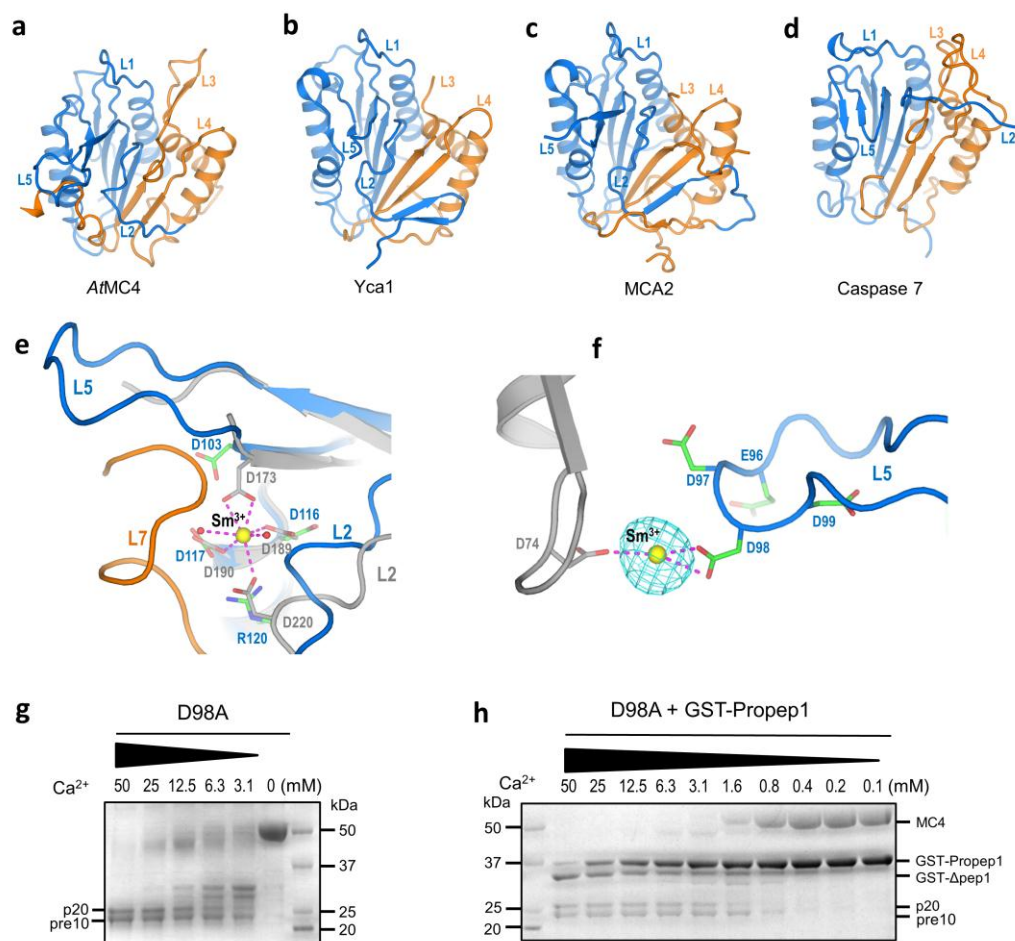 a
b
c
d
L1
L3
L4
L5
L2
AtMC4
L1
L3
L4
L5
L2
Yca1
L1
L3
L4
L5
L2
MCA2
L1
L3
L4
L2
L5
Caspase 7
e
L5
D103
D173
Sm3+
D116
D117
D189
L2
L7
D190
L2
D220
R120
f
E96
L5
D97
Sm3+
D99
D74
D98
g
D98A
Ca2+ 50 25 12.5 6.3 3.1 0 (mM)
kDa
50
37
p20
25
pre10
20
h
D98A + GST-Propep1
Ca2+ 50 25 12.5 6.3 3.1 1.6 0.8 0.4 0.2 0.1 (mM)
kDa
50
MC4
37
GST-Propep1
GST-Δpep1
25
p20
pre10
20